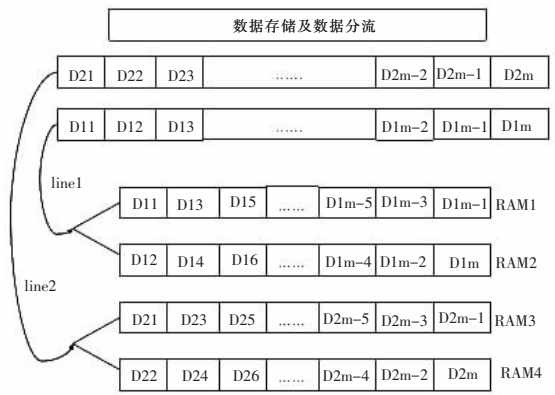 数据存储及数据分流
D21 D22 D23 ...... D2m-2 D2m-1 D2m
D11 D12 D13 ...... D1m-2 D1m-1 D1m
line1
D11 D13 D15 ...... D1m-5 D1m-3 D1m-1 RAM1
D12 D14 D16 ...... D1m-4 D1m-2 D1m RAM2
line2
D21 D23 D25 ...... D2m-5 D2m-3 D2m-1 RAM3
D22 D24 D26 ...... D2m-4 D2m-2 D2m RAM4